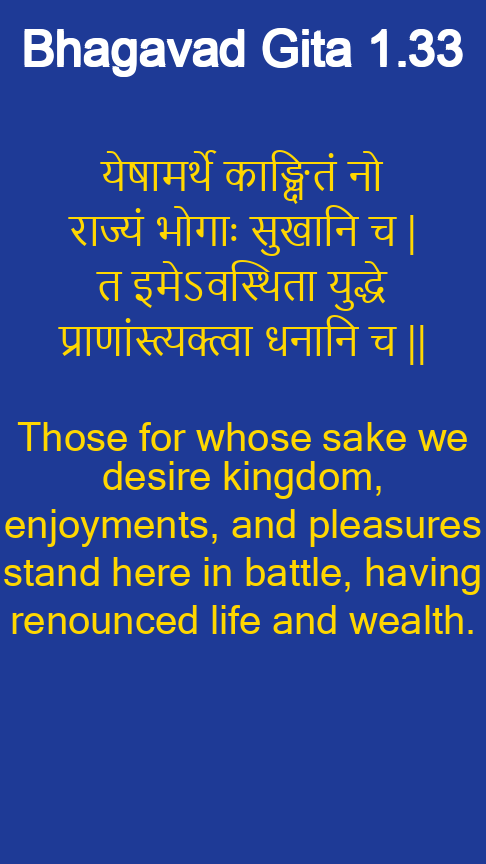 Bhagavad Gita 1.33
येषामर्थे काङ्क्षितं नो
राज्यं भोगाः सुखानि च |
त इमेऽवस्थिता युद्धे
प्राणांस्त्यक्त्वा धनानि च ||
Those for whose sake we
desire kingdom,
enjoyments, and pleasures
stand here in battle, having
renounced life and wealth.